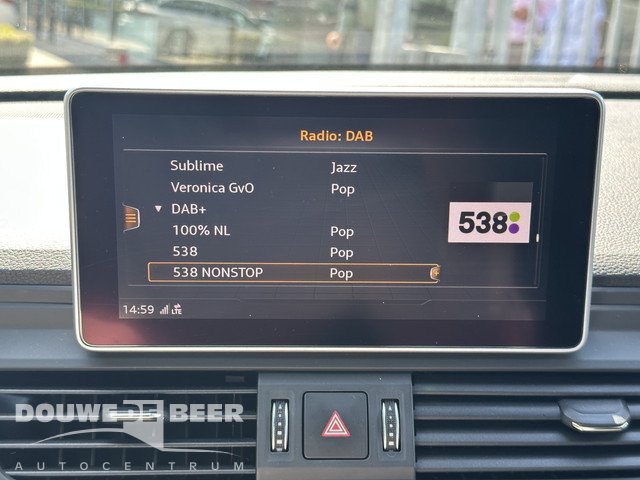 Radio: DAB
Sublime Jazz
Veronica GvO Pop
DAB+
100% NL Pop
538 Pop
538 NONSTOP Pop
538
14:59 LTE
DOUWE DE BEER
AUTOCENTRUM